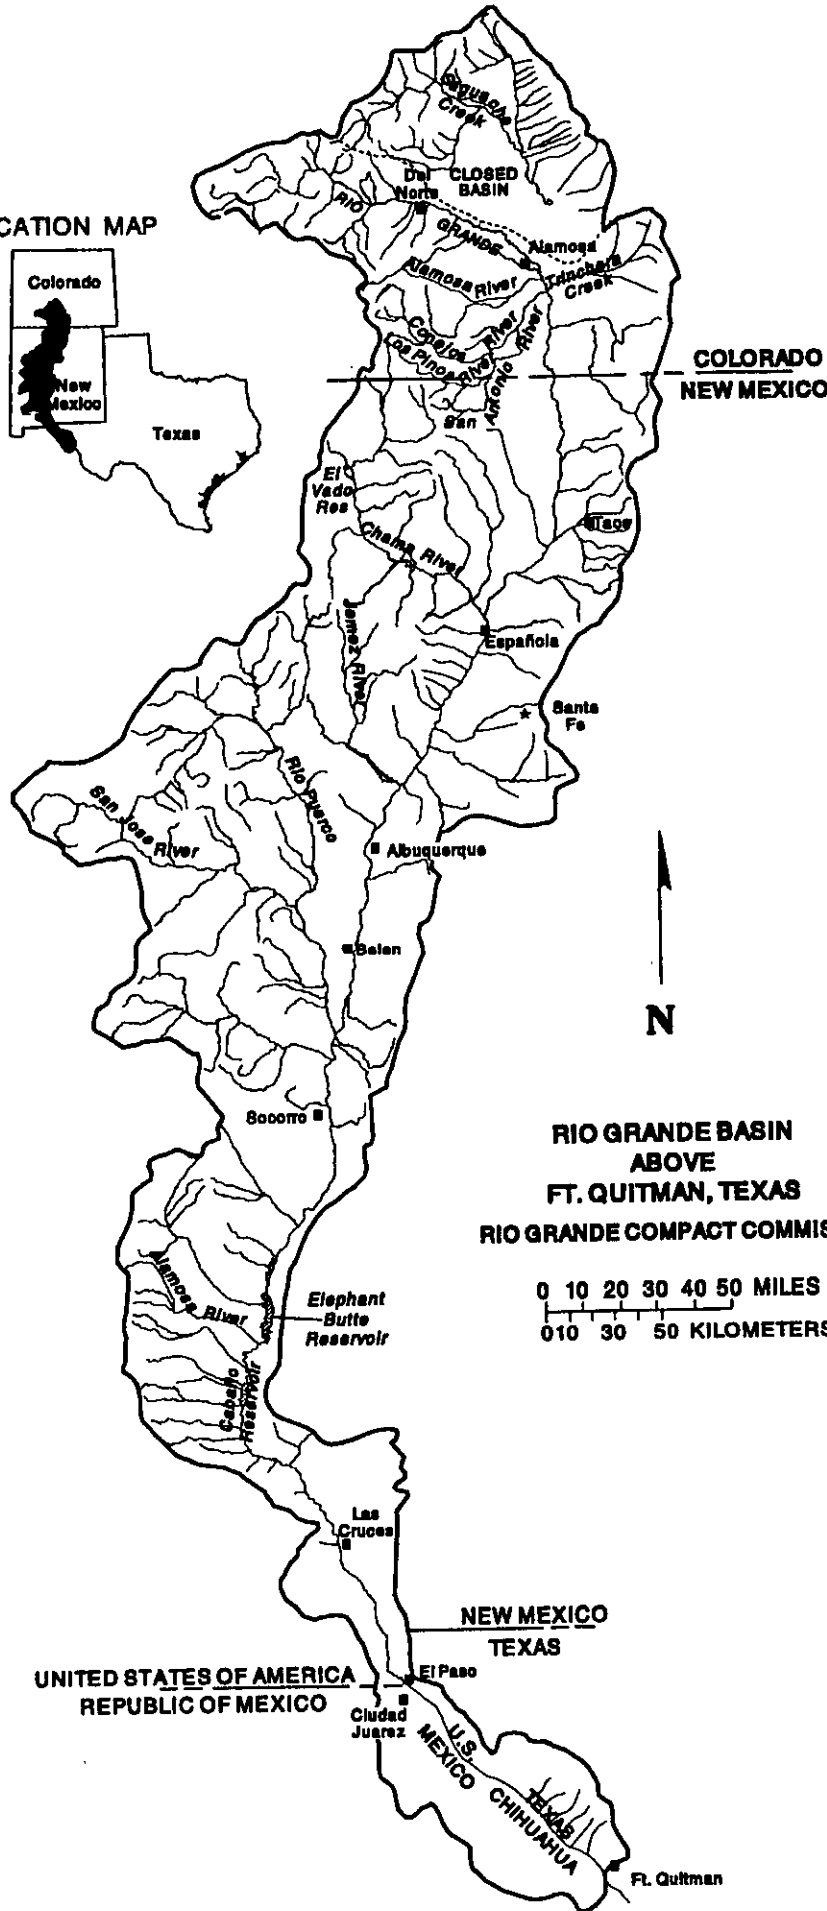 CATION MAP
Colorado
New
Mexico
Texas
Saguache
Creek
Del
Norte
CLOSED
BASIN
RIO
GRANDE
Alamosa
Alamosa River
Trinchera
Creek
Conejos River
Los Pinos River
San Antonio River
COLORADO
NEW MEXICO
El
Vado
Res
Taos
Chama River
Jemez River
Española
Santa
Fe
Rio Puerco
San Jose River
Albuquerque
Belen
N
Socorro
RIO GRANDE BASIN
ABOVE
FT. QUITMAN, TEXAS
RIO GRANDE COMPACT COMMIS
0 10 20 30 40 50 MILES
010 30 50 KILOMETERS
Alamosa River
Elephant
Butte
Reservoir
Caballo
Reservoir
Las
Cruces
NEW MEXICO
TEXAS
UNITED STATES OF AMERICA
REPUBLIC OF MEXICO
El Paso
Ciudad
Juarez
U.S.
MEXICO
TEXAS
CHIHUAHUA
Ft. Quitman